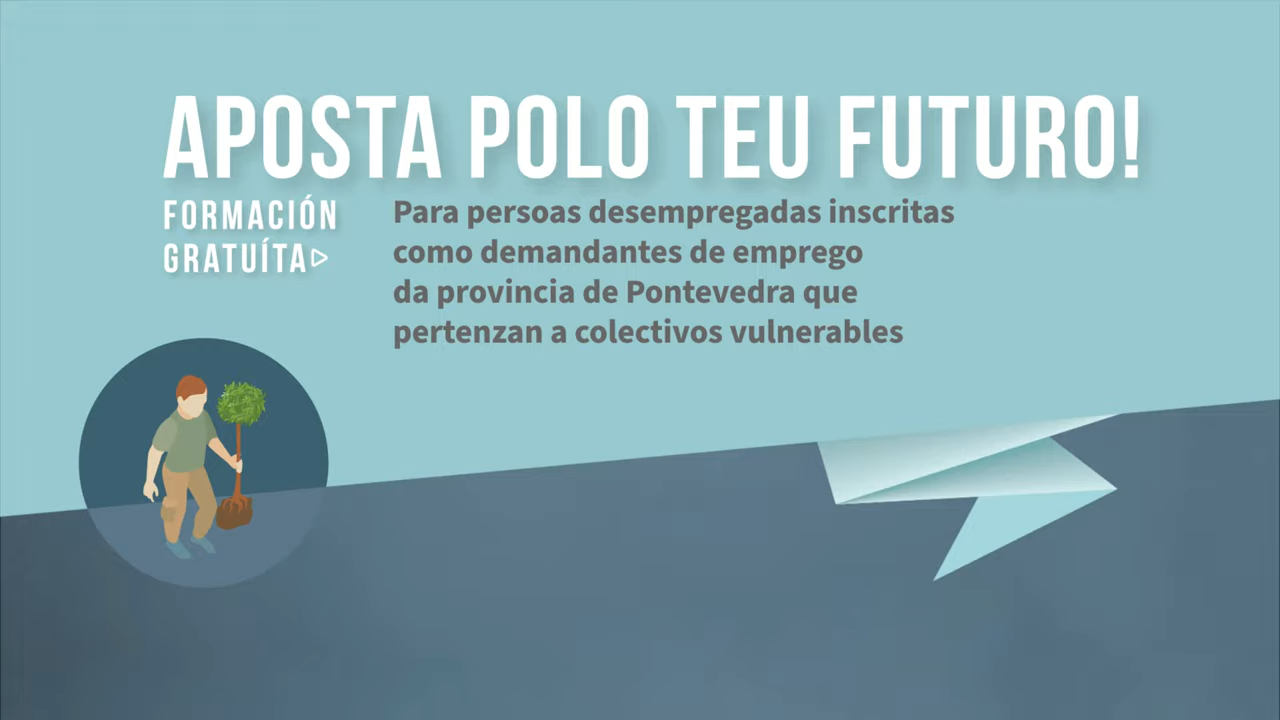 APOSTA POLO TEU FUTURO!
FORMACIÓN
GRATUÍTA
Para persoas desempregadas inscritas
como demandantes de emprego
da provincia de Pontevedra que
pertenzan a colectivos vulnerables